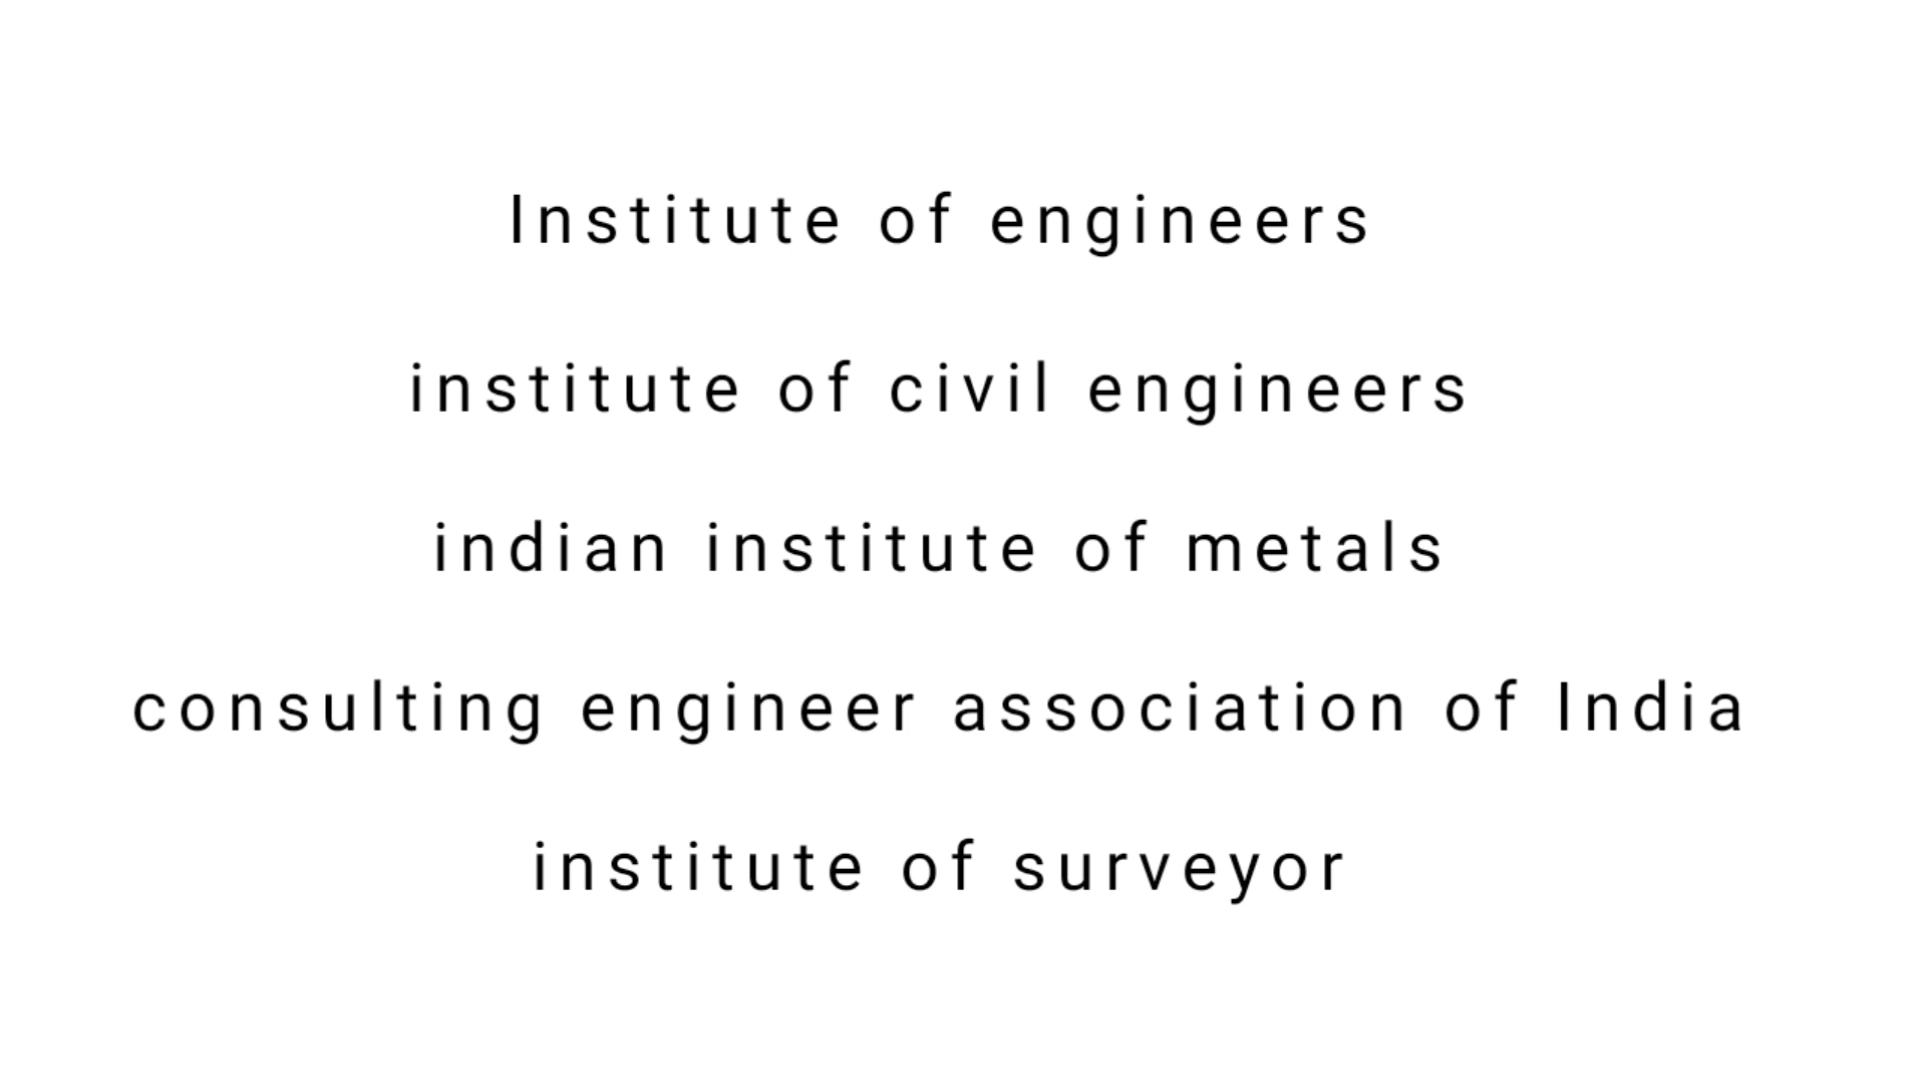 Institute of engineers
institute of civil engineers
indian institute of metals
consulting engineer association of India
institute of surveyor